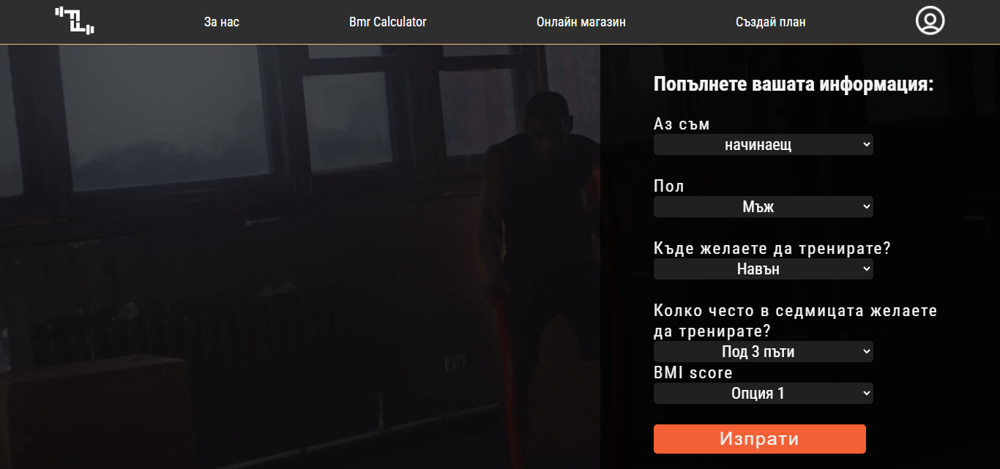 За нас
Bmr Calculator
Онлайн магазин
Създай план
Попълнете вашата информация:
Аз съм
начинаещ
Пол
Мъж
Къде желаете да тренирате?
Навън
Колко често в седмицата желаете
да тренирате?
Под 3 пъти
BMI score
Опция 1
Изпрати